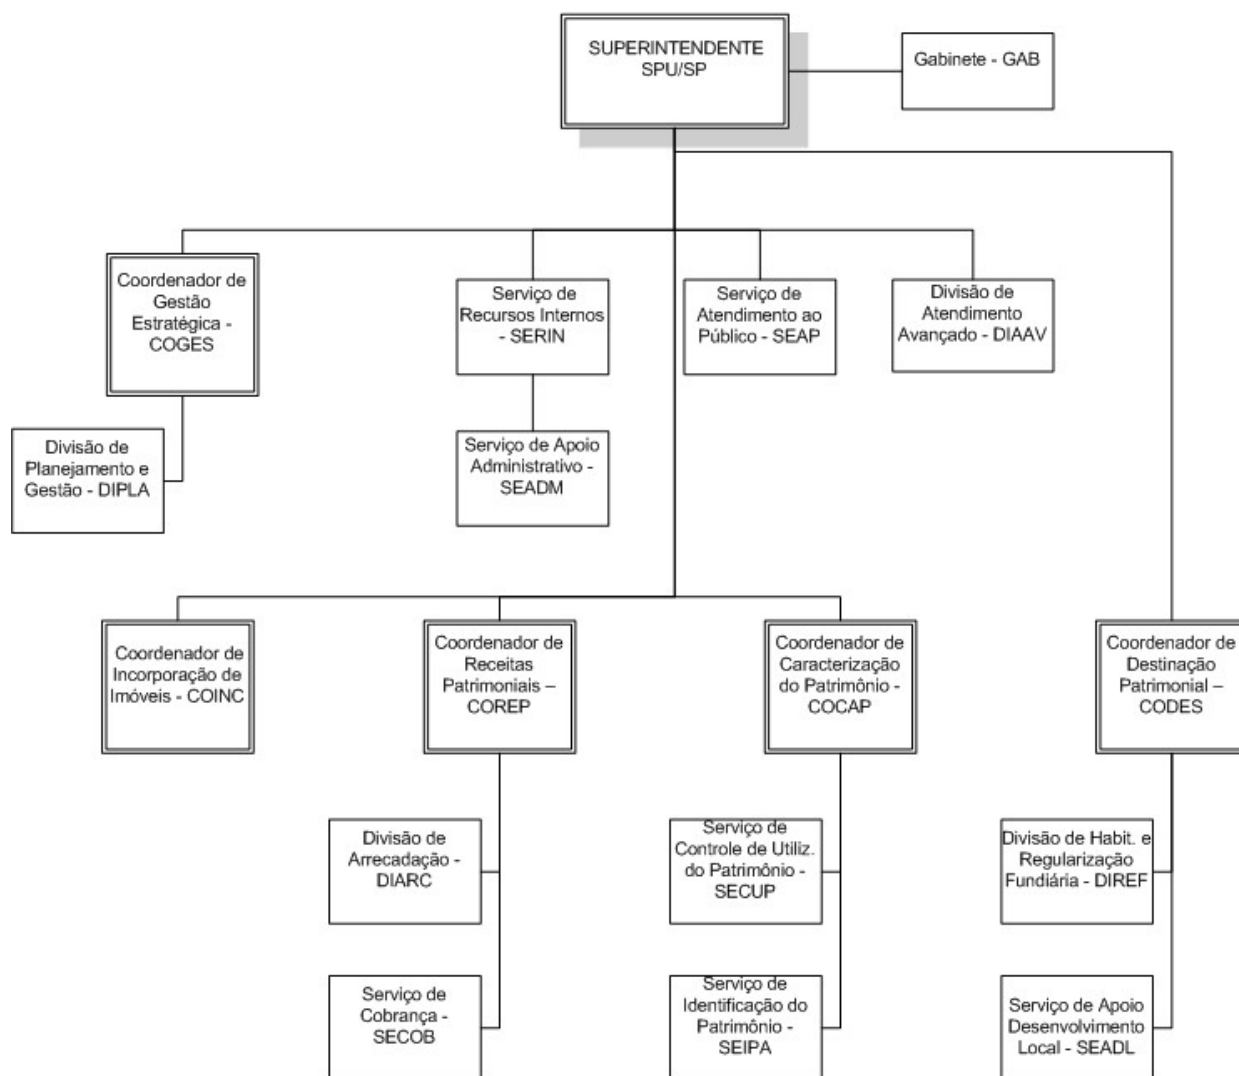 SUPERINTENDENTE
SPU/SP
Gabinete - GAB
Coordenador de
Gestão
Estratégica -
COGES
Serviço de
Recursos Internos
- SERIN
Serviço de
Atendimento ao
Público - SEAP
Divisão de
Atendimento
Avançado - DIAAV
Divisão de
Planejamento e
Gestão - DIPLA
Serviço de Apoio
Administrativo -
SEADM
Coordenador de
Incorporação de
Imóveis - COINC
Coordenador de
Receitas
Patrimoniais –
COREP
Coordenador de
Caracterização
do Patrimônio -
COCAP
Coordenador de
Destinação
Patrimonial –
CODES
Divisão de
Arrecadação -
DIARC
Serviço de
Controle de Utiliz.
do Patrimônio -
SECUP
Divisão de Habit. e
Regularização
Fundiária - DIREF
Serviço de
Cobrança -
SECOB
Serviço de
Identificação do
Patrimônio -
SEIPA
Serviço de Apoio
Desenvolvimento
Local - SEADL